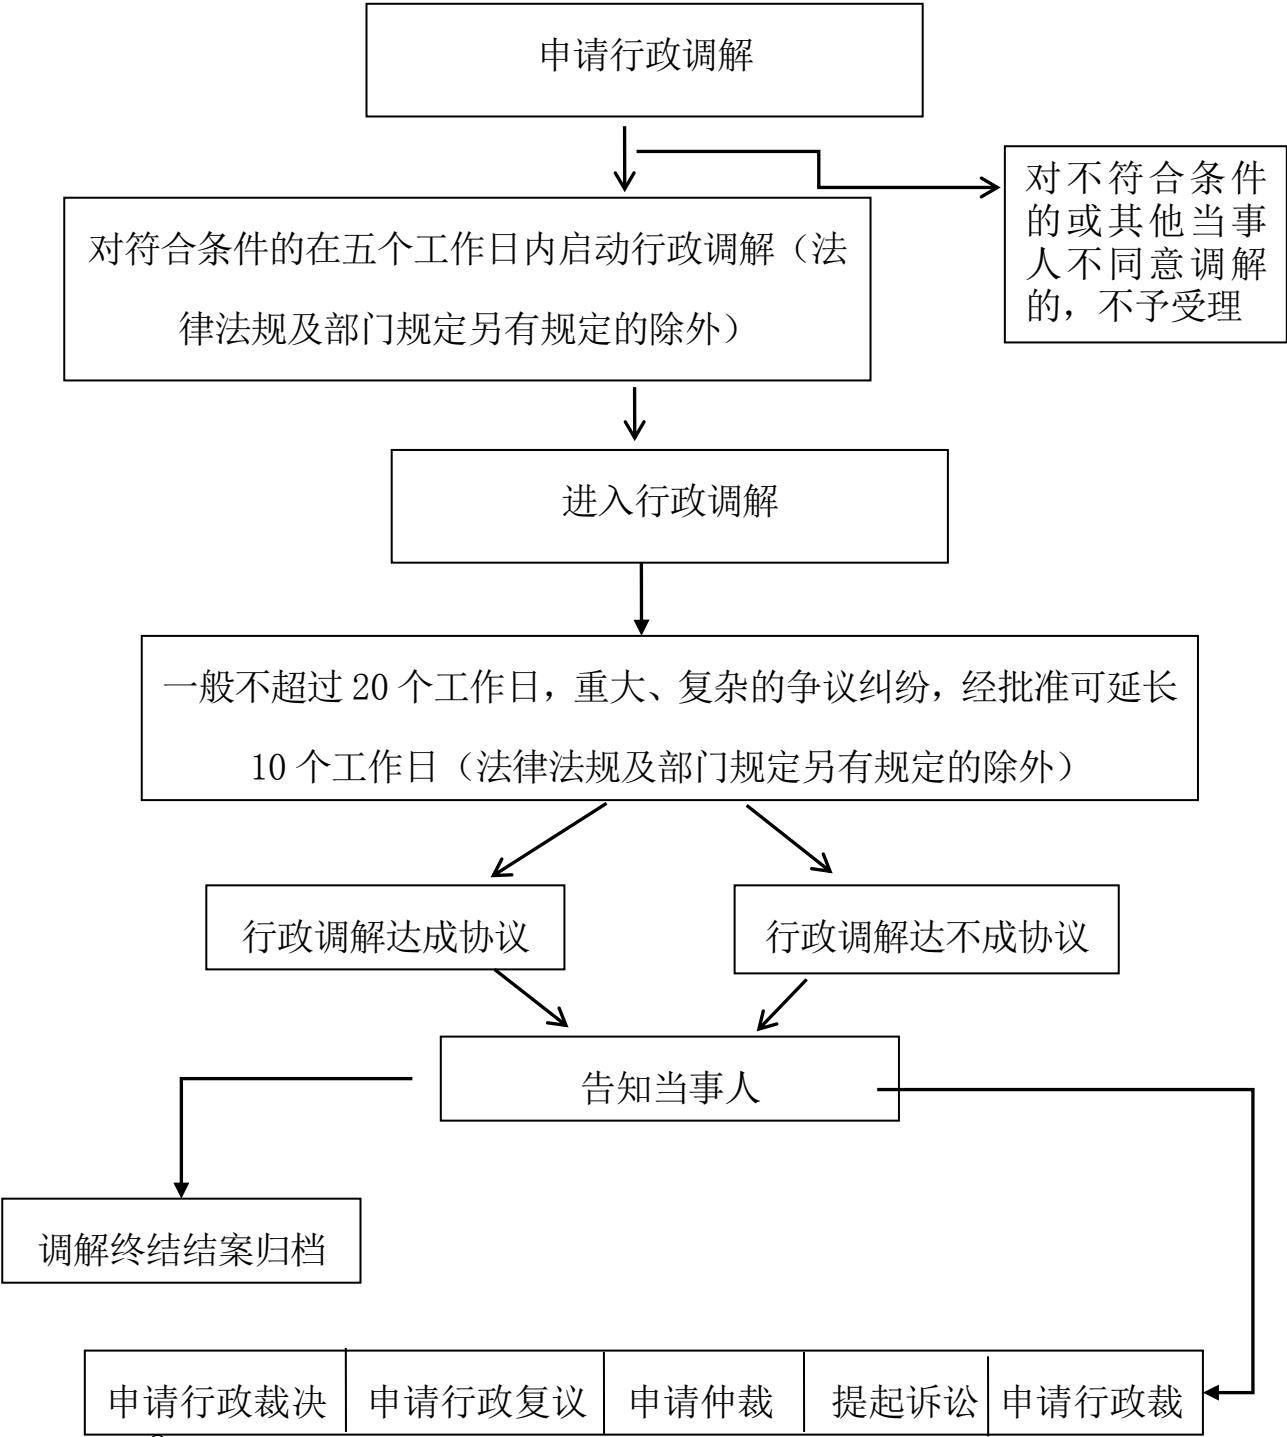 申请行政调解
对不符合条件
的或其他当事
人不同意调解
的，不予受理
对符合条件的在五个工作日内启动行政调解（法
律法规及部门规定另有规定的除外）
进入行政调解
一般不超过 20 个工作日，重大、复杂的争议纠纷，经批准可延长
10 个工作日（法律法规及部门规定另有规定的除外）
行政调解达成协议
行政调解达不成协议
告知当事人
调解终结结案归档
申请行政裁决
申请行政复议
申请仲裁
提起诉讼
申请行政裁